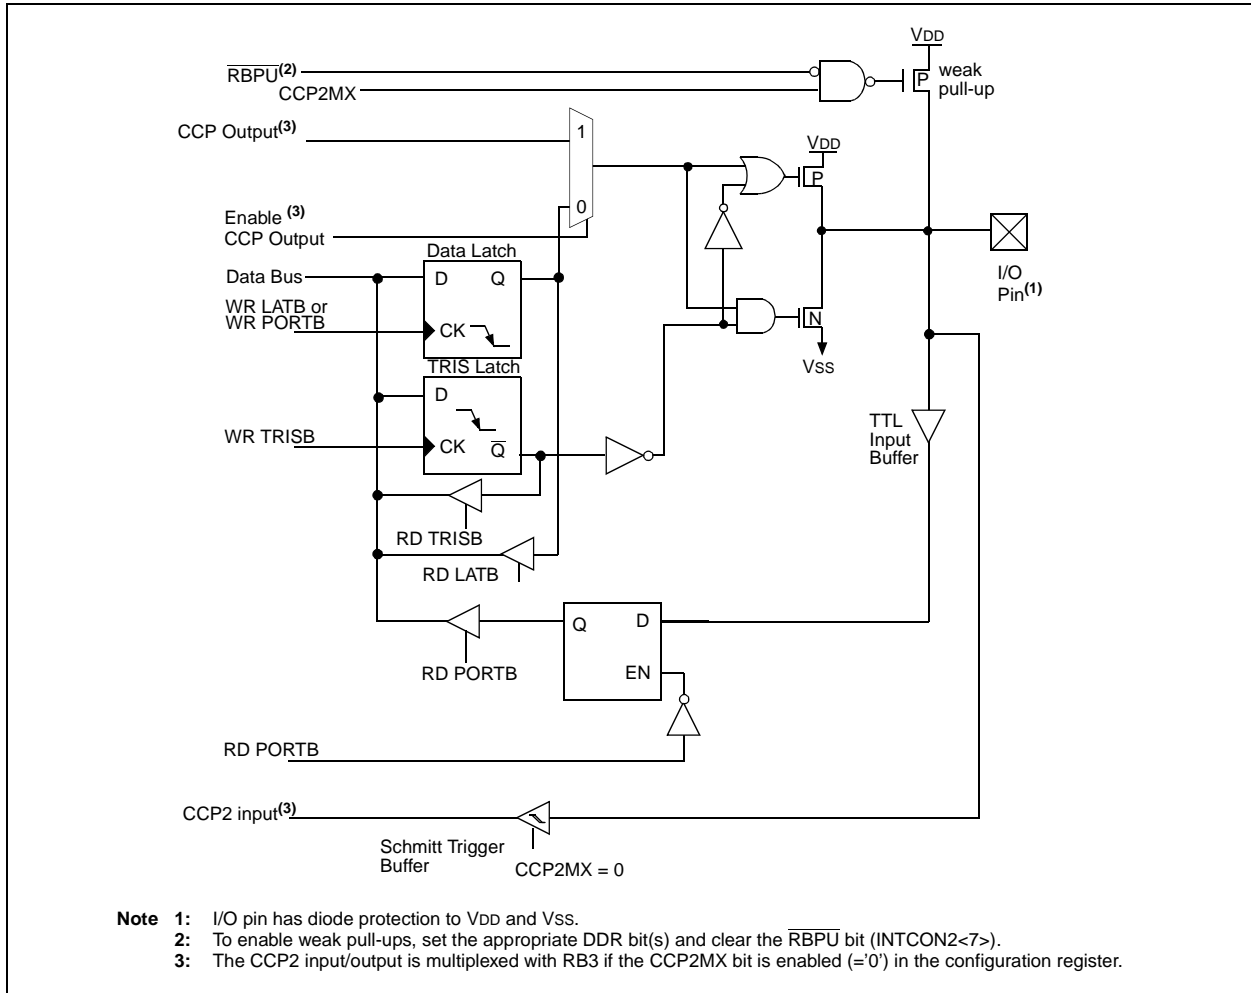 VDD
R̅B̅P̅U̅(2)
weak
pull-up
P
CCP2MX
CCP Output(3)
1
VDD
P
0
Enable (3)
CCP Output
Data Latch
Data Bus
D Q
I/O
Pin(1)
WR LATB or
WR PORTB
CK
N
VSS
TRIS Latch
D
TTL
Input
Buffer
WR TRISB
CK Q̅
RD TRISB
RD LATB
Q D
RD PORTB
EN
RD PORTB
CCP2 input(3)
Schmitt Trigger
Buffer
CCP2MX = 0
Note 1: I/O pin has diode protection to VDD and VSS.
2: To enable weak pull-ups, set the appropriate DDR bit(s) and clear the R̅B̅P̅U̅ bit (INTCON2<7>).
3: The CCP2 input/output is multiplexed with RB3 if the CCP2MX bit is enabled (='0') in the configuration register.